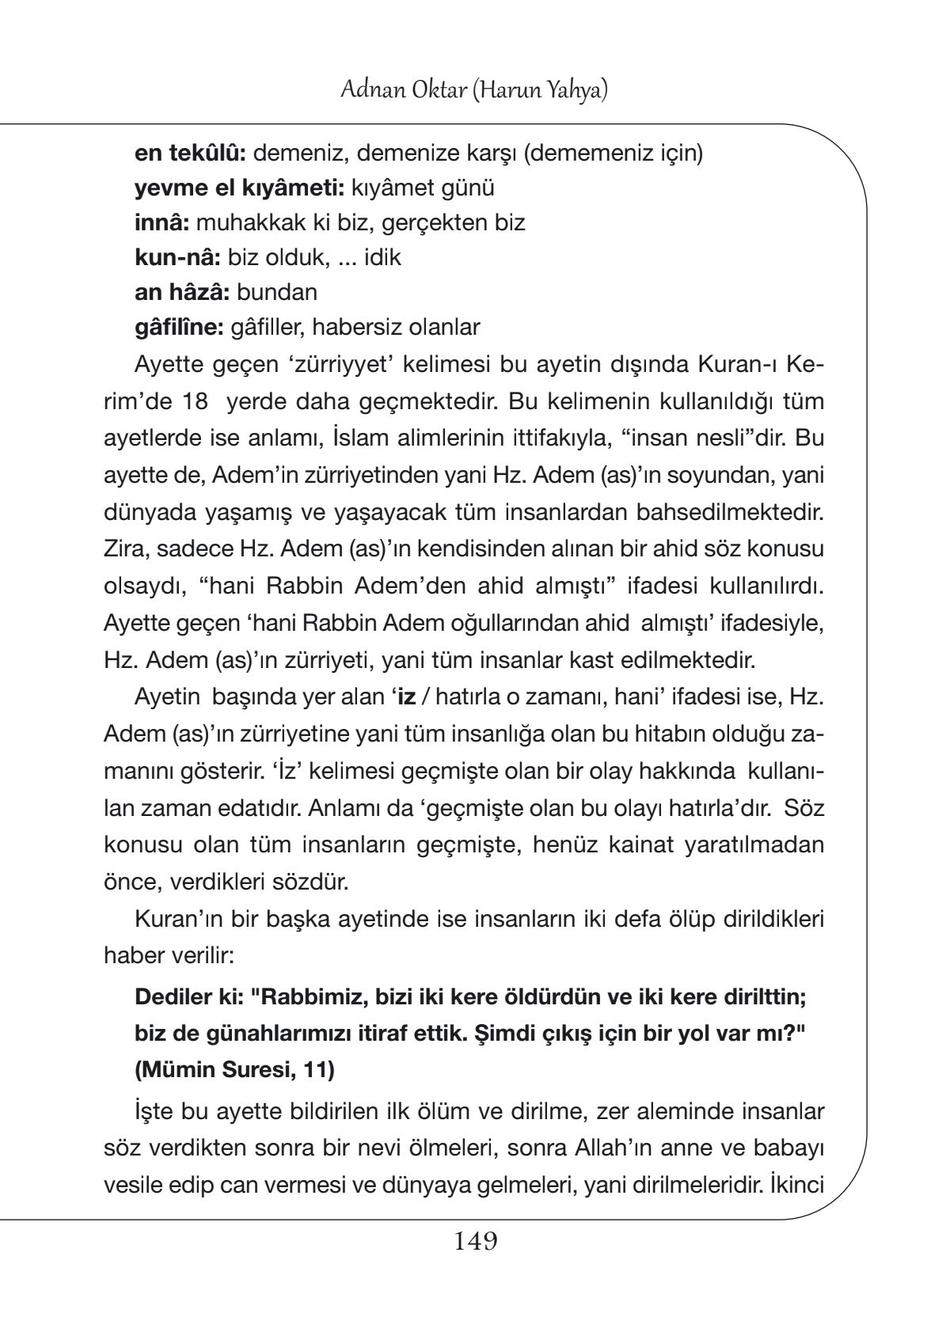 Adnan Oktar (Harun Yahya)
en tekûlû: demeniz, demenize karşı (dememeniz için)
yevme el kıyâmeti: kıyâmet günü
innâ: muhakkak ki biz, gerçekten biz
kun-nâ: biz olduk, ... idik
an hâzâ: bundan
gâfilîne: gâfiller, habersiz olanlar
Ayette geçen ‘zürriyyet’ kelimesi bu ayetin dışında Kuran-ı Ke-
rim’de 18 yerde daha geçmektedir. Bu kelimenin kullanıldığı tüm
ayetlerde ise anlamı, İslam alimlerinin ittifakıyla, “insan nesli”dir. Bu
ayette de, Adem’in zürriyetinden yani Hz. Adem (as)’ın soyundan, yani
dünyada yaşamış ve yaşayacak tüm insanlardan bahsedilmektedir.
Zira, sadece Hz. Adem (as)’ın kendisinden alınan bir ahid söz konusu
olsaydı, “hani Rabbin Adem’den ahid almıştı” ifadesi kullanılırdı.
Ayette geçen ‘hani Rabbin Adem oğullarından ahid almıştı’ ifadesiyle,
Hz. Adem (as)’ın zürriyeti, yani tüm insanlar kast edilmektedir.
Ayetin başında yer alan ‘iz / hatırla o zamanı, hani’ ifadesi ise, Hz.
Adem (as)’ın zürriyetine yani tüm insanlığa olan bu hitabın olduğu za-
manını gösterir. ‘İz’ kelimesi geçmişte olan bir olay hakkında kullanı-
lan zaman edatıdır. Anlamı da ‘geçmişte olan bu olayı hatırla’dır. Söz
konusu olan tüm insanların geçmişte, henüz kainat yaratılmadan
önce, verdikleri sözdür.
Kuran’ın bir başka ayetinde ise insanların iki defa ölüp dirildikleri
haber verilir:
Dediler ki: "Rabbimiz, bizi iki kere öldürdün ve iki kere dirilttin;
biz de günahlarımızı itiraf ettik. Şimdi çıkış için bir yol var mı?"
(Mümin Suresi, 11)
İşte bu ayette bildirilen ilk ölüm ve dirilme, zer aleminde insanlar
söz verdikten sonra bir nevi ölmeleri, sonra Allah’ın anne ve babayı
vesile edip can vermesi ve dünyaya gelmeleri, yani dirilmeleridir. İkinci
149